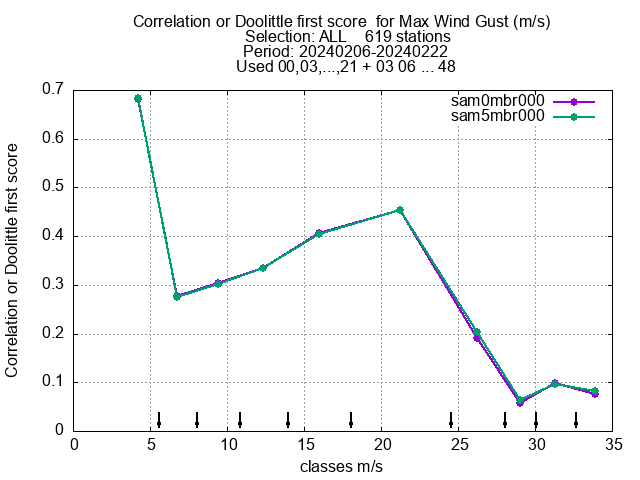 Correlation or Doolittle first score  for Max Wind Gust (m/s)
Selection: ALL    619 stations
Period: 20240206-20240222
Used 00,03,...,21 + 03 06 ... 48
sam0mbr000
sam5mbr000
Correlation or Doolittle first score
0.7
0.6
0.5
0.4
0.3
0.2
0.1
0
0 5 10 15 20 25 30 35
classes m/s